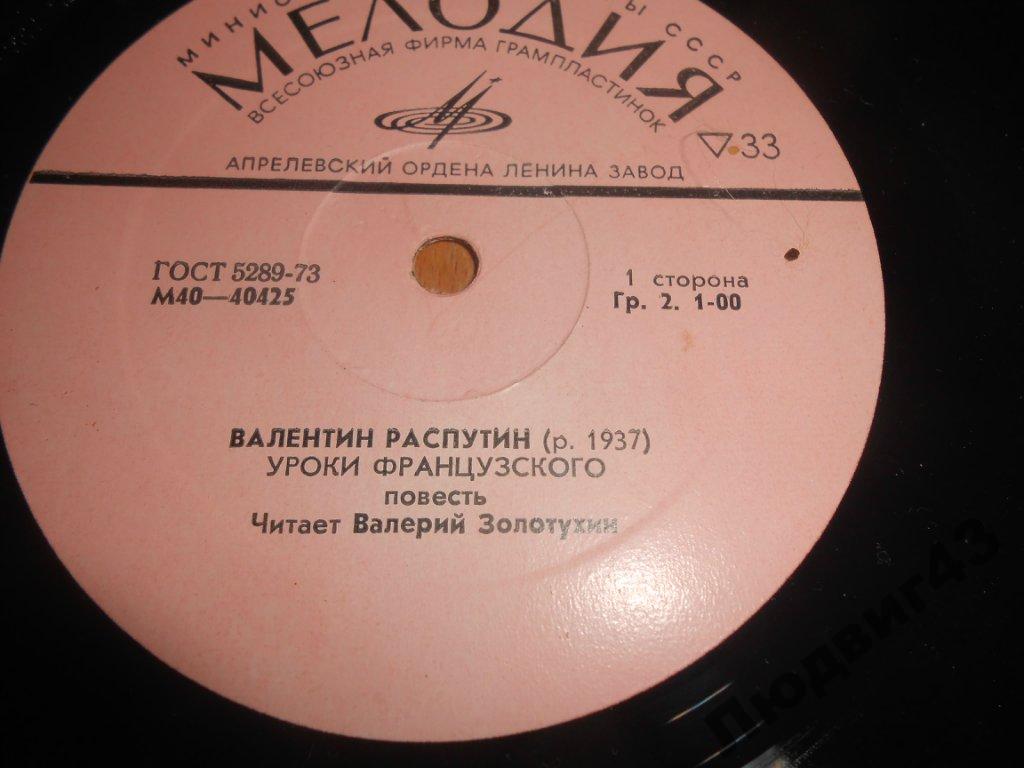 СССР
МЕЛОДИЯ
ВСЕСОЮЗНАЯ ФИРМА ГРАМПЛАСТИНОК
33
АПРЕЛЕВСКИЙ ОРДЕНА ЛЕНИНА ЗАВОД
ГОСТ 5289-73
М40—40425
1 сторона
Гр. 2. 1-00
ВАЛЕНТИН РАСПУТИН (р. 1937)
УРОКИ ФРАНЦУЗСКОГО
повесть
Читает Валерий Золотухин
Людвиг43